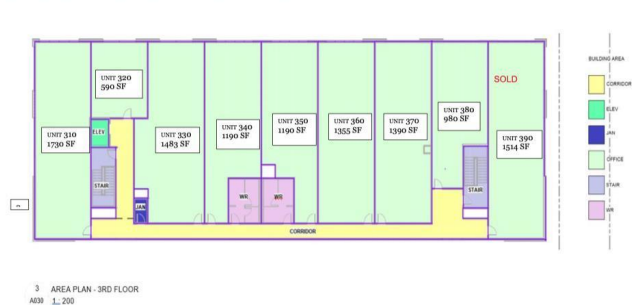 UNIT 320
590 SF
SOLD
BUILDING AREA
CORRIDOR
ELEV
JAN
OFFICE
STAIR
WR
UNIT 310
1730 SF
ELEV
UNIT 330
1483 SF
UNIT 340
1190 SF
UNIT 350
1190 SF
UNIT 360
1355 SF
UNIT 370
1390 SF
UNIT 380
980 SF
UNIT 390
1514 SF
STAIR
JAN
WR
WR
STAIR
CORRIDOR
3 AREA PLAN - 3RD FLOOR
A030 1 : 200